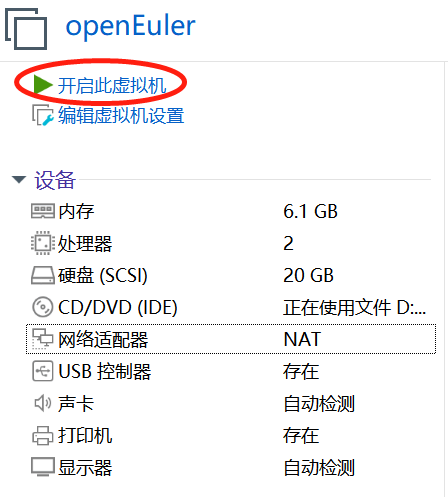 openEuler
开启此虚拟机
编辑虚拟机设置
设备
内存 6.1 GB
处理器 2
硬盘 (SCSI) 20 GB
CD/DVD (IDE) 正在使用文件 D:...
网络适配器 NAT
USB 控制器 存在
声卡 自动检测
打印机 存在
显示器 自动检测